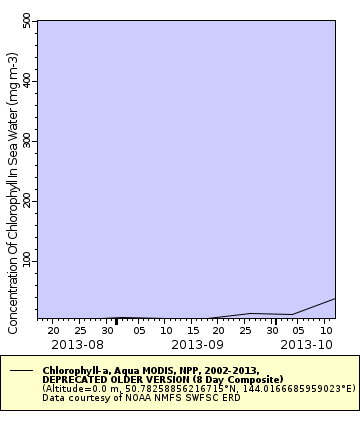 500
400
300
200
100
Concentration Of Chlorophyll In Sea Water (mg m-3)
20 25 30 05 10 15 20 25 30 05 10
2013-08 2013-09 2013-10
Chlorophyll-a, Aqua MODIS, NPP, 2002-2013,
DEPRECATED OLDER VERSION (8 Day Composite)
(Altitude=0.0 m, 50.78258856216715°N, 144.0166685959023°E)
Data courtesy of NOAA NMFS SWFSC ERD